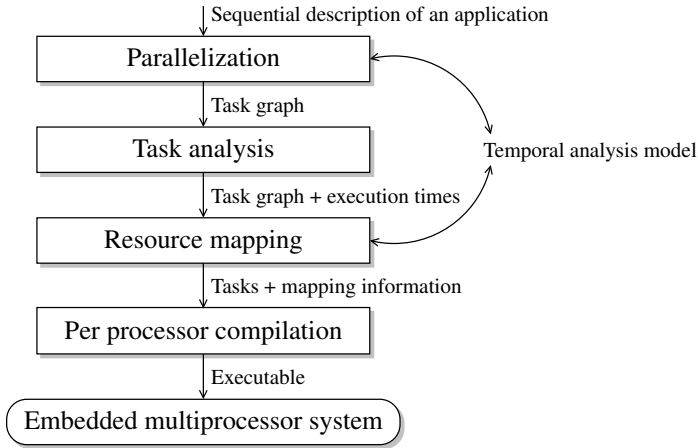 Sequential description of an application
Parallelization
Task graph
Task analysis
Temporal analysis model
Task graph + execution times
Resource mapping
Tasks + mapping information
Per processor compilation
Executable
Embedded multiprocessor system